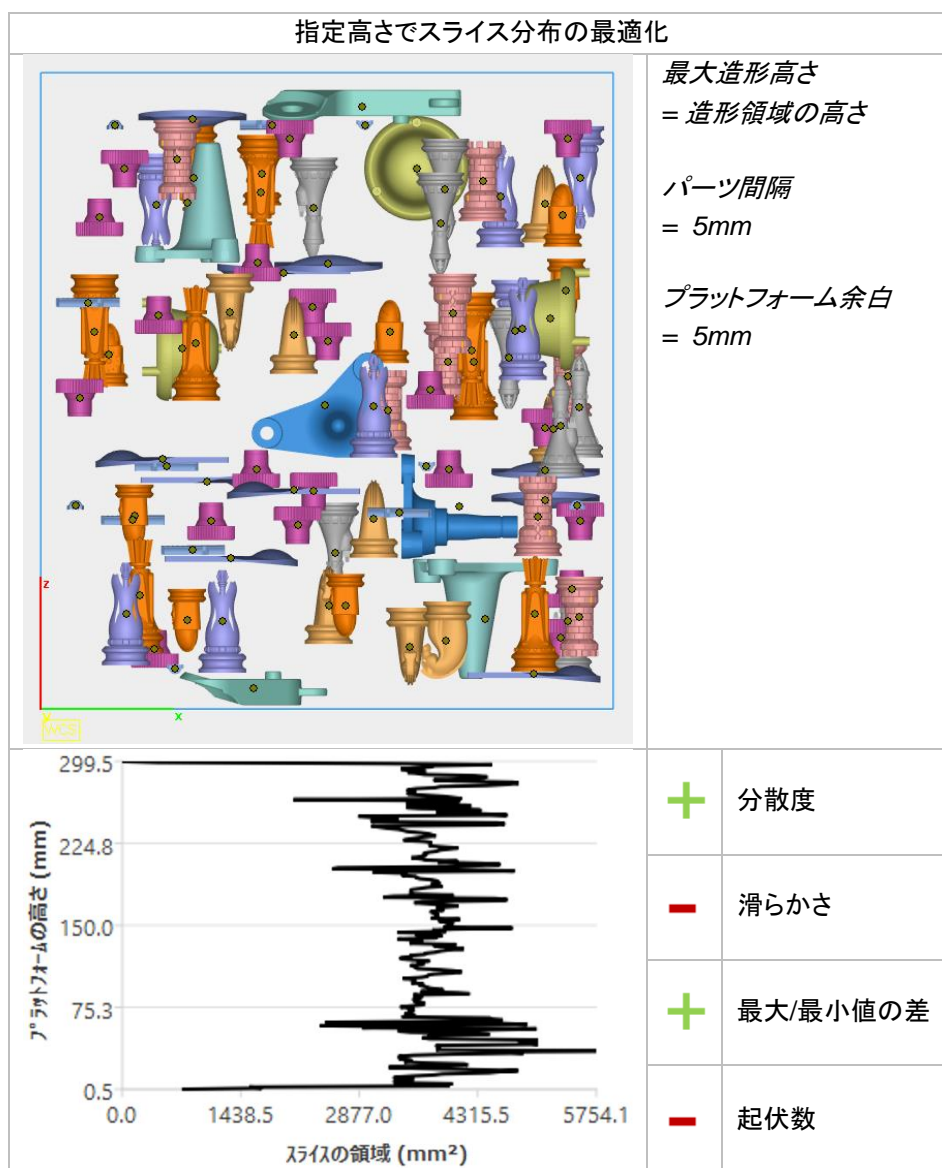 指定高さでスライス分布の最適化
最大造形高さ
= 造形領域の高さ
パーツ間隔
= 5mm
プラットフォーム余白
= 5mm
z
y
x
WCS
299.5
224.8
150.0
75.3
0.5
プラットフォームの高さ (mm)
0.0 1438.5 2877.0 4315.5 5754.1
スライスの領域 (mm²)
+ 分散度
- 滑らかさ
+ 最大/最小値の差
- 起伏数